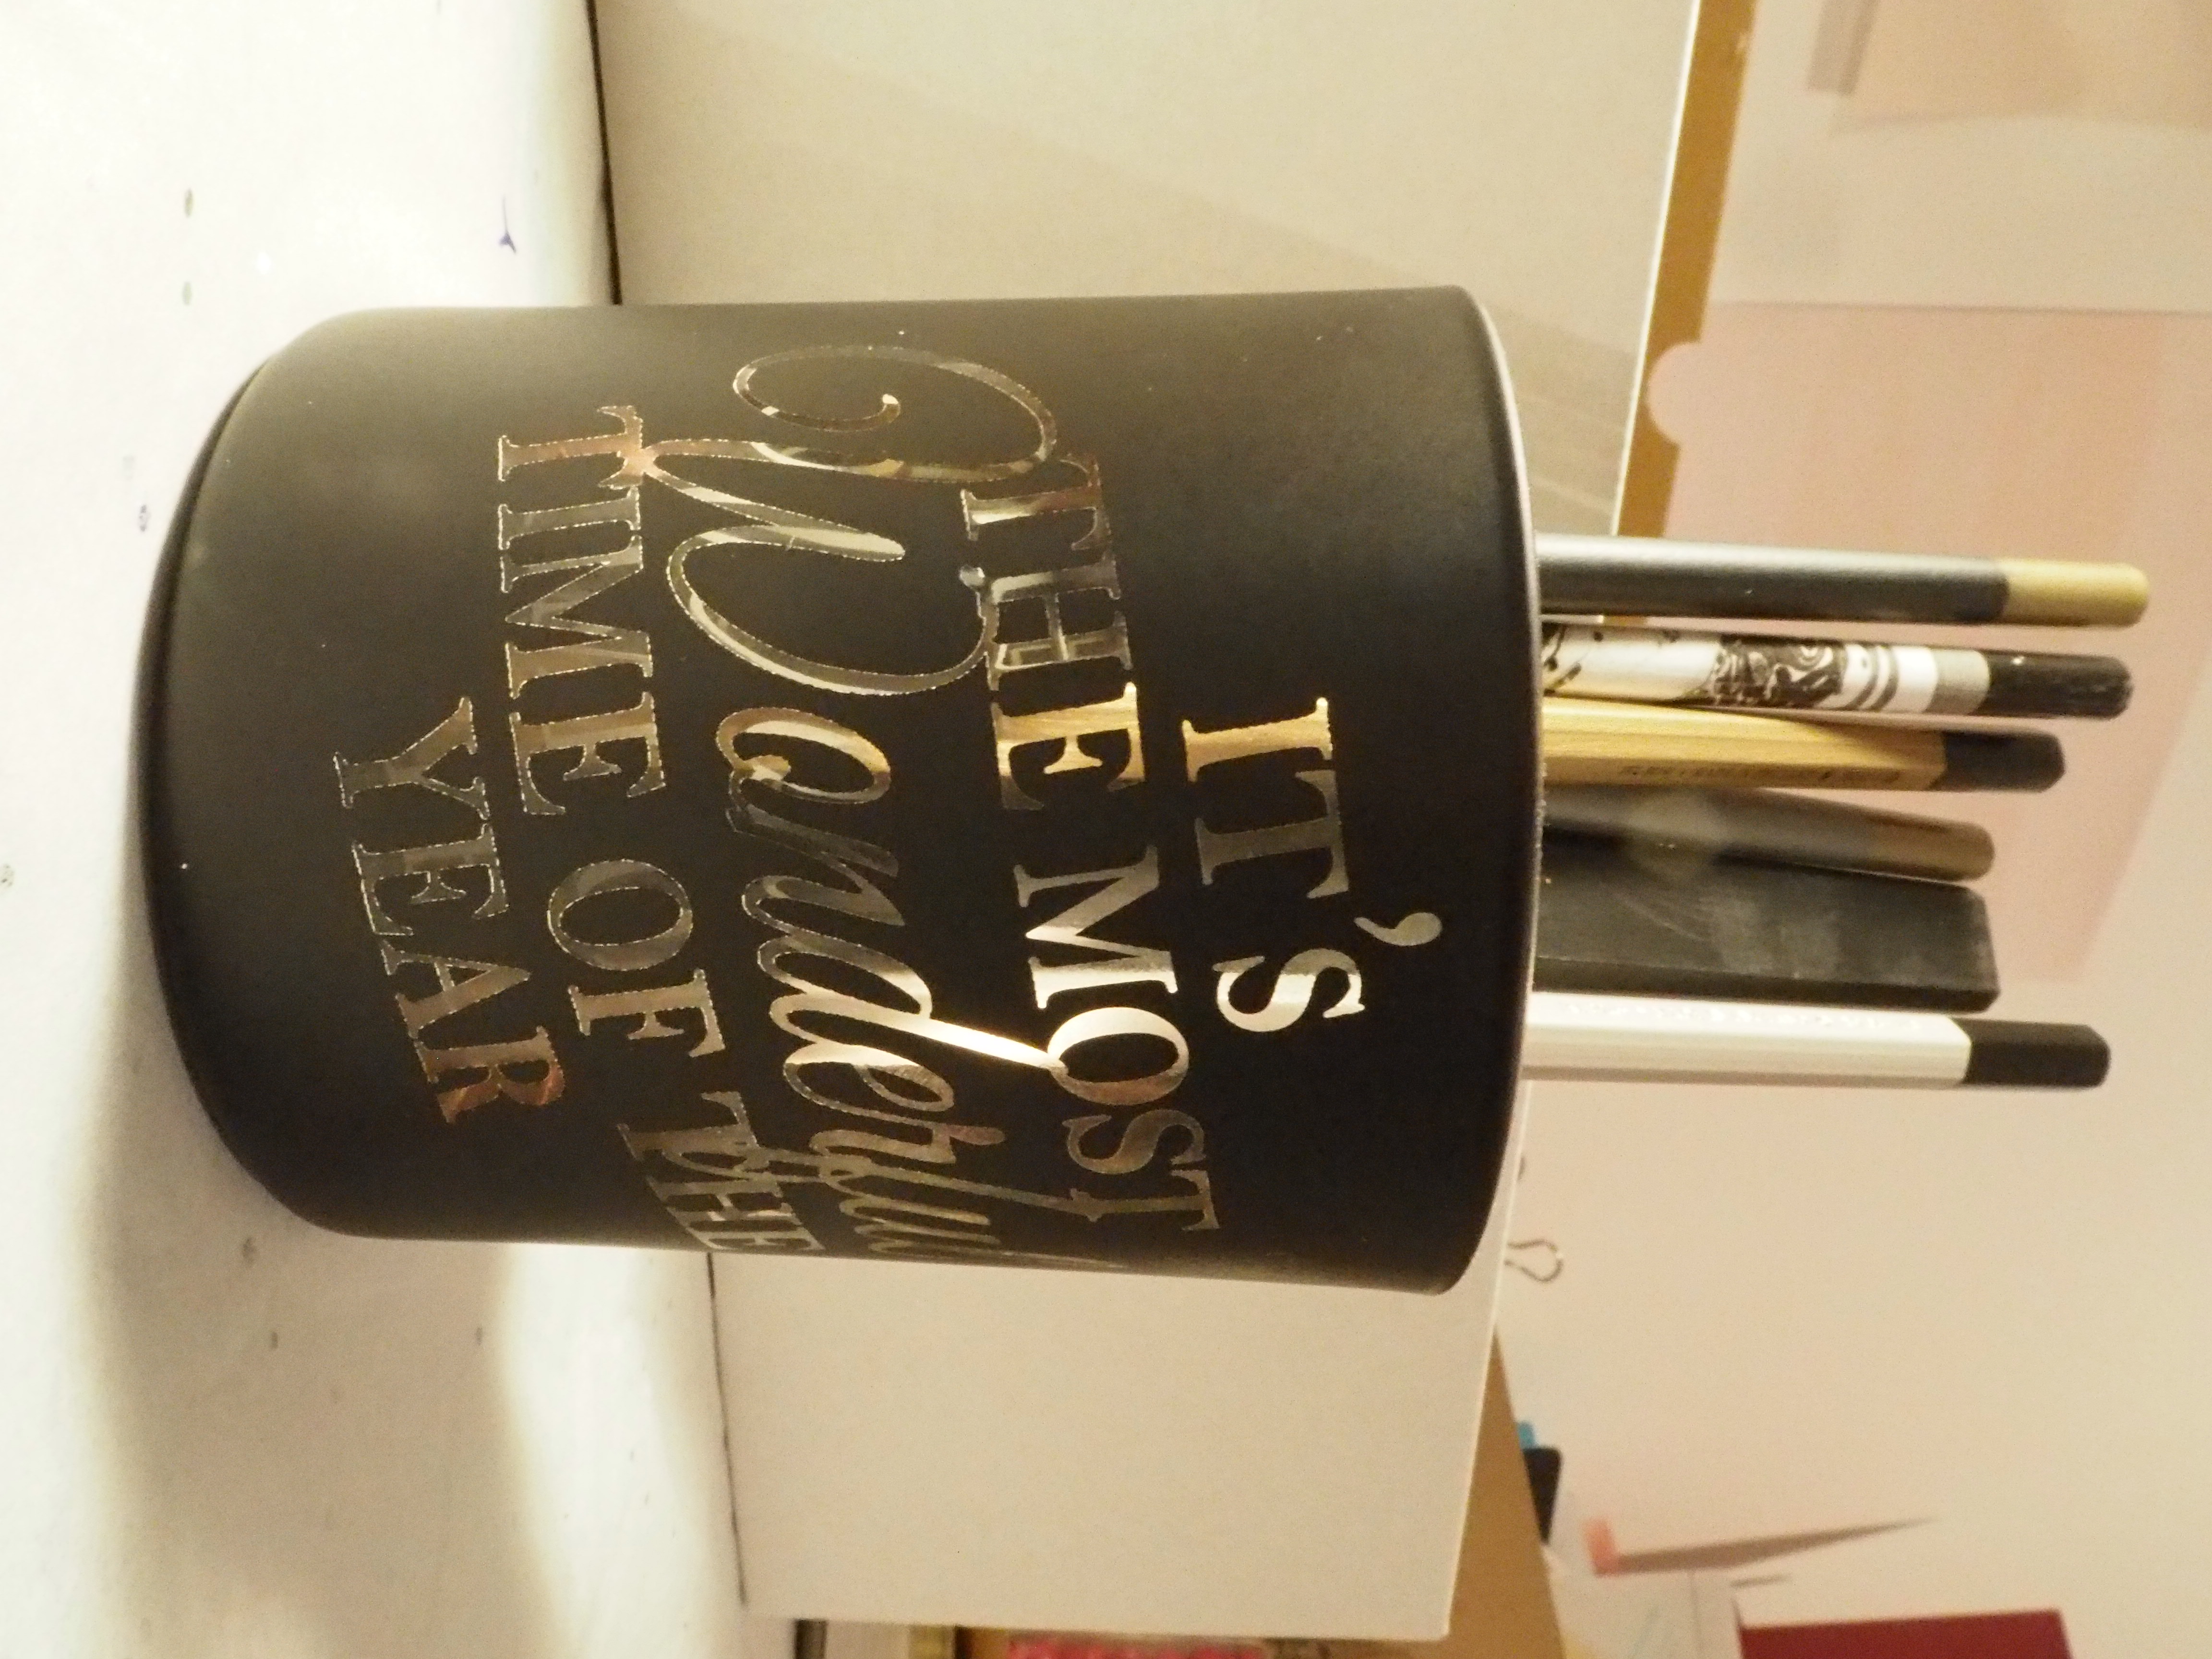 IT'S
THE MOST
Wonderful
TIME OF THE
YEAR